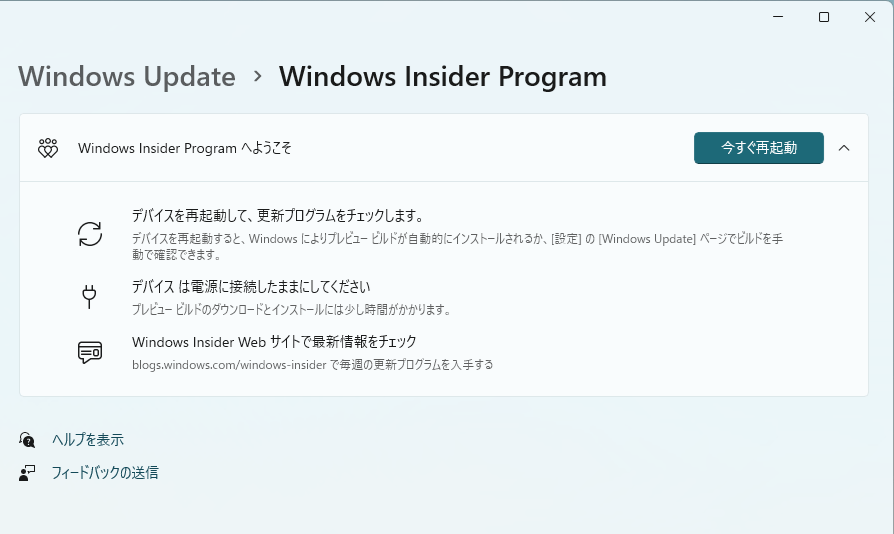 Windows Update › Windows Insider Program
Windows Insider Program へようこそ
今すぐ再起動
デバイスを再起動して、更新プログラムをチェックします。
デバイスを再起動すると、Windows によりプレビュー ビルドが自動的にインストールされるか、[設定] の [Windows Update] ページでビルドを手
動で確認できます。
デバイス は電源に接続したままにしてください
プレビュー ビルドのダウンロードとインストールには少し時間がかかります。
Windows Insider Web サイトで最新情報をチェック
blogs.windows.com/windows-insider で毎週の更新プログラムを入手する
ヘルプを表示
フィードバックの送信